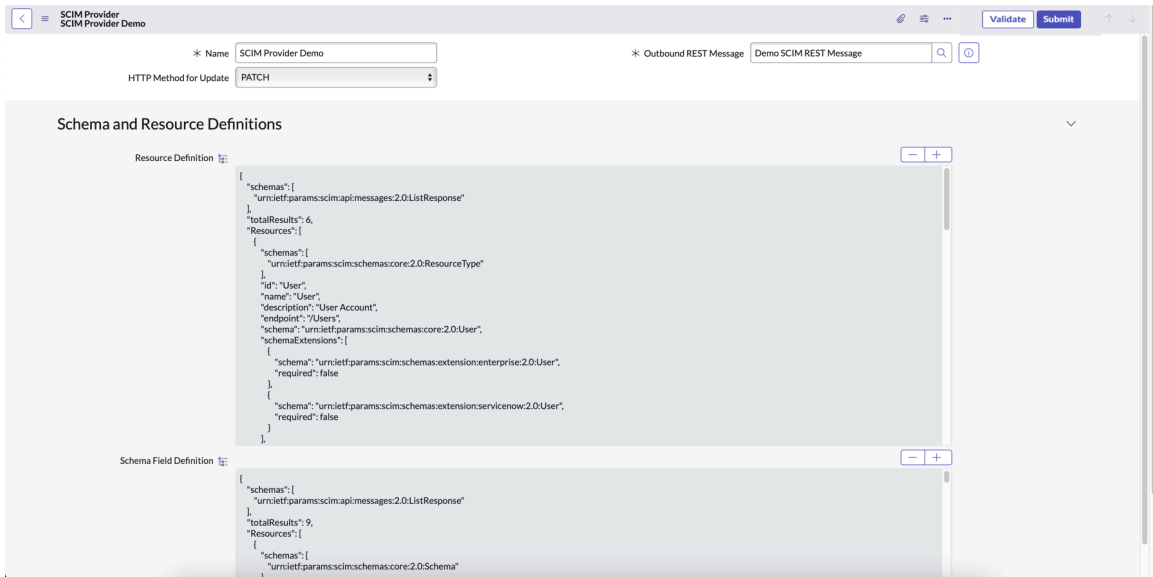 SCIM Provider
SCIM Provider Demo
Validate
Submit
* Name
SCIM Provider Demo
* Outbound REST Message
Demo SCIM REST Message
HTTP Method for Update
PATCH
Schema and Resource Definitions
Resource Definition
{
"schemas": [
"urn:ietf:params:scim:api:messages:2.0:ListResponse"
],
"totalResults": 6,
"Resources": [
{
"schemas": [
"urn:ietf:params:scim:schemas:core:2.0:ResourceType"
],
"id": "User",
"name": "User",
"description": "User Account",
"endpoint": "/Users",
"schema": "urn:ietf:params:scim:schemas:core:2.0:User",
"schemaExtensions": [
{
"schema": "urn:ietf:params:scim:schemas:extension:enterprise:2.0:User",
"required": false
},
{
"schema": "urn:ietf:params:scim:schemas:extension:servicenow:2.0:User",
"required": false
}
],
Schema Field Definition
{
"schemas": [
"urn:ietf:params:scim:api:messages:2.0:ListResponse"
],
"totalResults": 9,
"Resources": [
{
"schemas": [
"urn:ietf:params:scim:schemas:core:2.0:Schema"